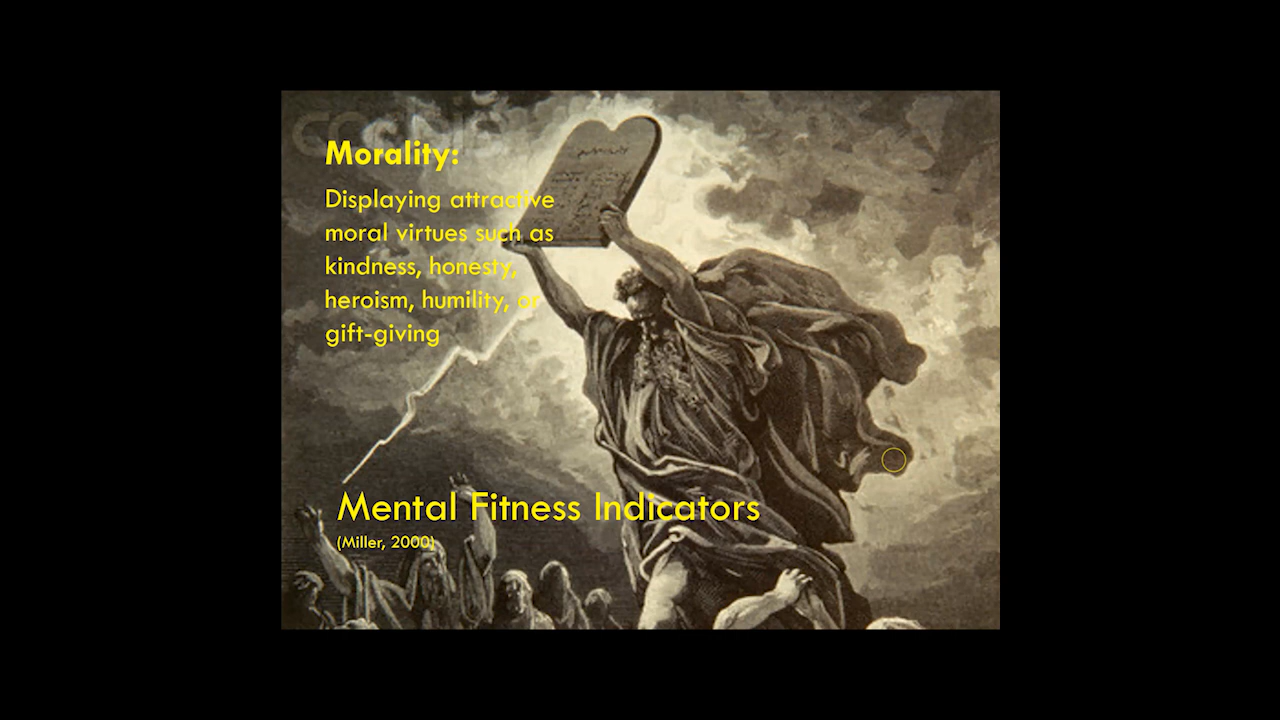 Morality:
Displaying attractive
moral virtues such as
kindness, honesty,
heroism, humility, or
gift-giving
Mental Fitness Indicators
(Miller, 2000)